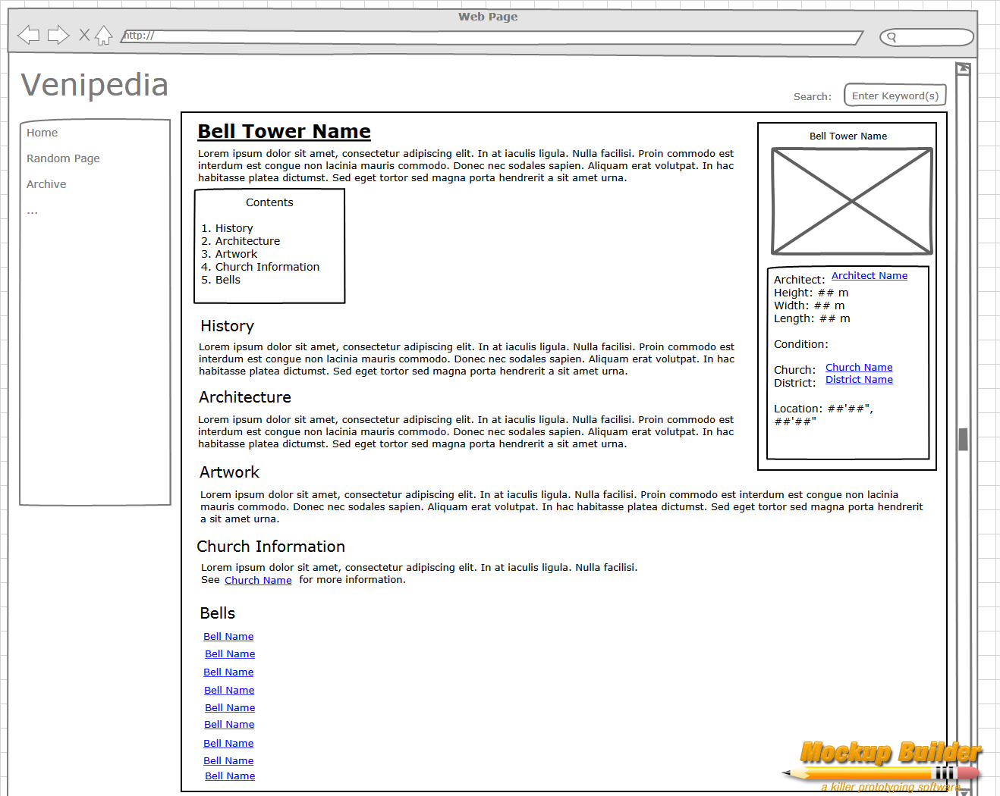 Web Page
http://
Venipedia
Search:
Enter Keyword(s)
Home
Random Page
Archive
...
Bell Tower Name
Lorem ipsum dolor sit amet, consectetur adipiscing elit. In at iaculis ligula. Nulla facilisi. Proin commodo est
interdum est congue non lacinia mauris commodo. Donec nec sodales sapien. Aliquam erat volutpat. In hac
habitasse platea dictumst. Sed eget tortor sed magna porta hendrerit a sit amet urna.
Contents
1. History
2. Architecture
3. Artwork
4. Church Information
5. Bells
Bell Tower Name
Architect: Architect Name
Height: ## m
Width: ## m
Length: ## m
Condition:
Church: Church Name
District: District Name
Location: ##'##",
##'##"
History
Lorem ipsum dolor sit amet, consectetur adipiscing elit. In at iaculis ligula. Nulla facilisi. Proin commodo est
interdum est congue non lacinia mauris commodo. Donec nec sodales sapien. Aliquam erat volutpat. In hac
habitasse platea dictumst. Sed eget tortor sed magna porta hendrerit a sit amet urna.
Architecture
Lorem ipsum dolor sit amet, consectetur adipiscing elit. In at iaculis ligula. Nulla facilisi. Proin commodo est
interdum est congue non lacinia mauris commodo. Donec nec sodales sapien. Aliquam erat volutpat. In hac
habitasse platea dictumst. Sed eget tortor sed magna porta hendrerit a sit amet urna.
Artwork
Lorem ipsum dolor sit amet, consectetur adipiscing elit. In at iaculis ligula. Nulla facilisi. Proin commodo est interdum est congue non lacinia
mauris commodo. Donec nec sodales sapien. Aliquam erat volutpat. In hac habitasse platea dictumst. Sed eget tortor sed magna porta hendrerit
a sit amet urna.
Church Information
Lorem ipsum dolor sit amet, consectetur adipiscing elit. In at iaculis ligula. Nulla facilisi.
See Church Name for more information.
Bells
Bell Name
Bell Name
Bell Name
Bell Name
Bell Name
Bell Name
Bell Name
Bell Name
Bell Name
Mockup Builder
a killer prototyping software